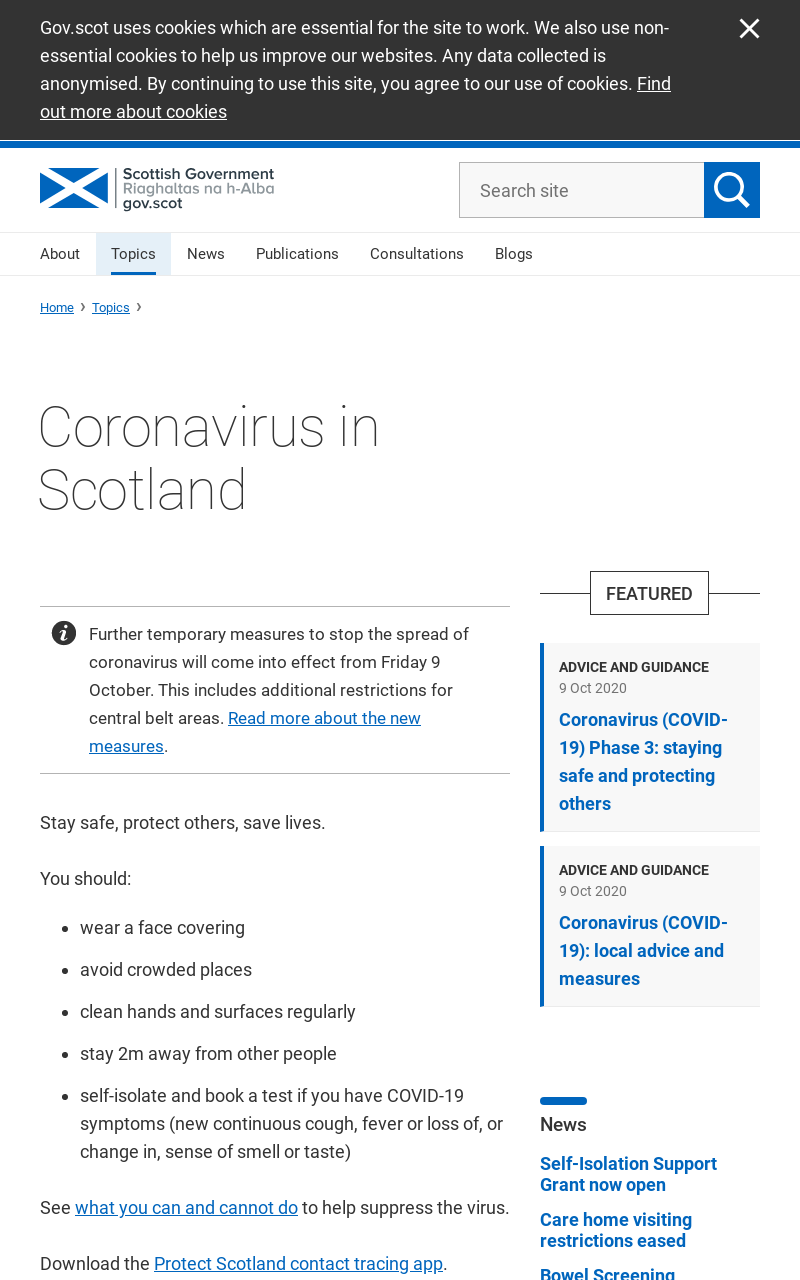 Gov.scot uses cookies which are essential for the site to work. We also use non-
essential cookies to help us improve our websites. Any data collected is
anonymised. By continuing to use this site, you agree to our use of cookies. Find
out more about cookies
Scottish Government
Riaghaltas na h-Alba
gov.scot
Search site
About
Topics
News
Publications
Consultations
Blogs
Home › Topics ›
Coronavirus in
Scotland
Further temporary measures to stop the spread of
coronavirus will come into effect from Friday 9
October. This includes additional restrictions for
central belt areas. Read more about the new
measures.
Stay safe, protect others, save lives.
You should:
• wear a face covering
• avoid crowded places
• clean hands and surfaces regularly
• stay 2m away from other people
• self-isolate and book a test if you have COVID-19
symptoms (new continuous cough, fever or loss of, or
change in, sense of smell or taste)
See what you can and cannot do to help suppress the virus.
Download the Protect Scotland contact tracing app.
FEATURED
ADVICE AND GUIDANCE
9 Oct 2020
Coronavirus (COVID-
19) Phase 3: staying
safe and protecting
others
ADVICE AND GUIDANCE
9 Oct 2020
Coronavirus (COVID-
19): local advice and
measures
News
Self-Isolation Support
Grant now open
Care home visiting
restrictions eased
Bowel Screening